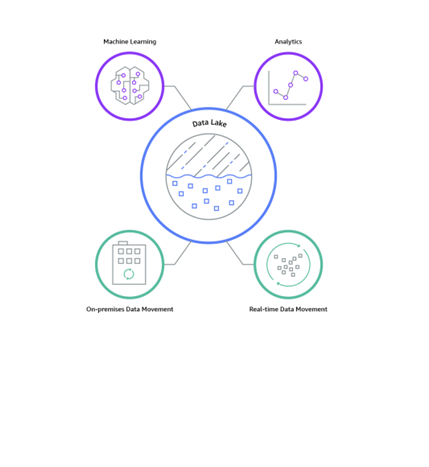 Machine Learning
Analytics
Data Lake
On-premises Data Movement
Real-time Data Movement